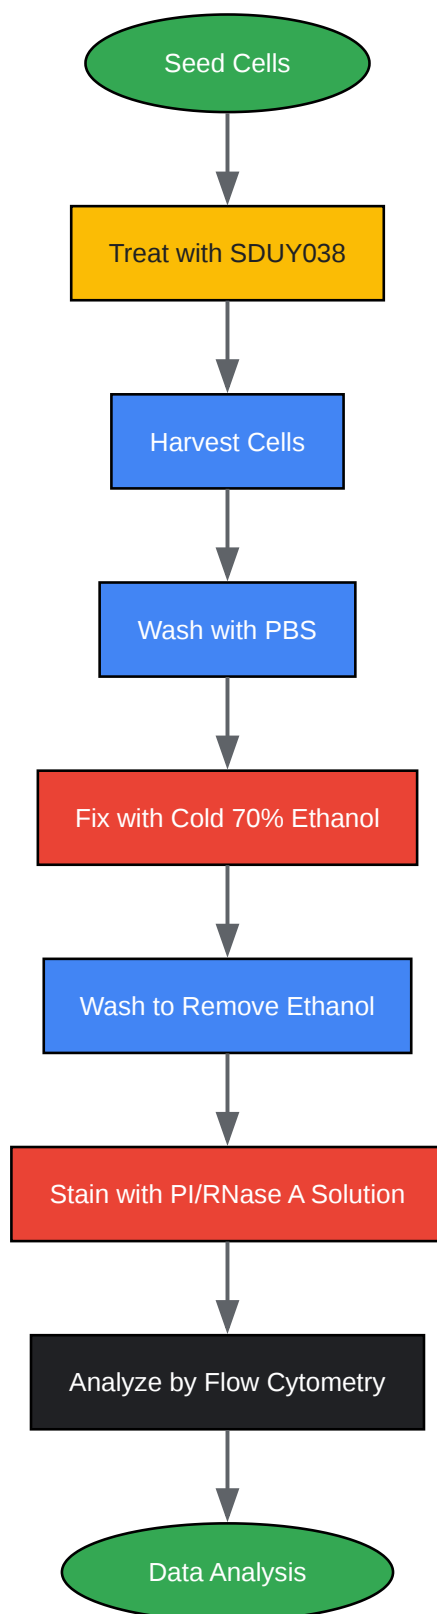 Seed Cells
Treat with SDUY038
Harvest Cells
Wash with PBS
Fix with Cold 70% Ethanol
Wash to Remove Ethanol
Stain with PI/RNase A Solution
Analyze by Flow Cytometry
Data Analysis